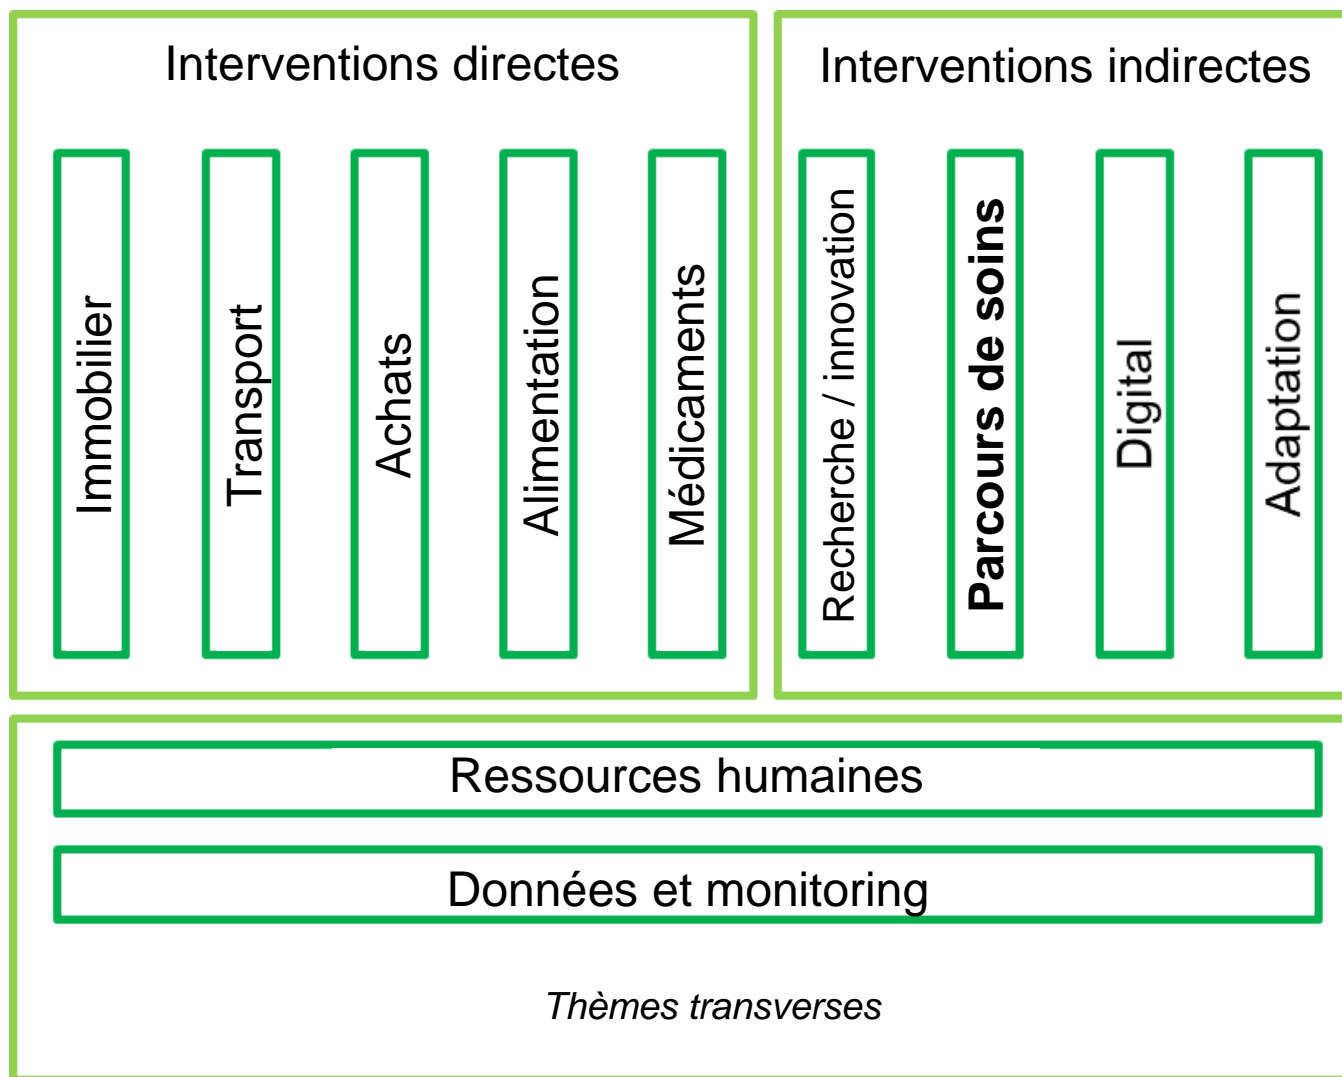 Interventions directes
Interventions indirectes
Immobilier
Transport
Achats
Alimentation
Médicaments
Recherche / innovation
Parcours de soins
Digital
Adaptation
Ressources humaines
Données et monitoring
Thèmes transverses